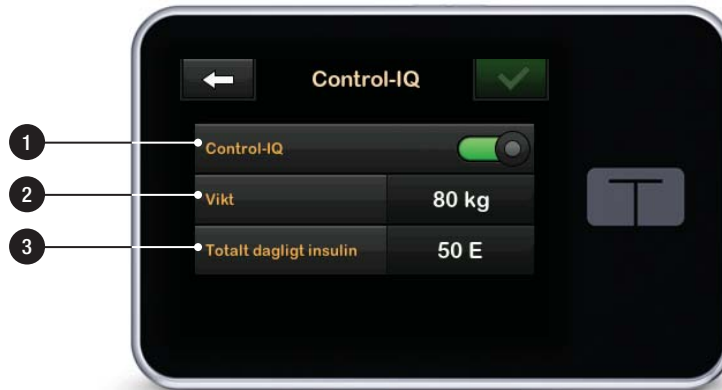 Control-IQ
1
Control-IQ
2
Vikt
80 kg
3
Totalt dagligt insulin
50 E